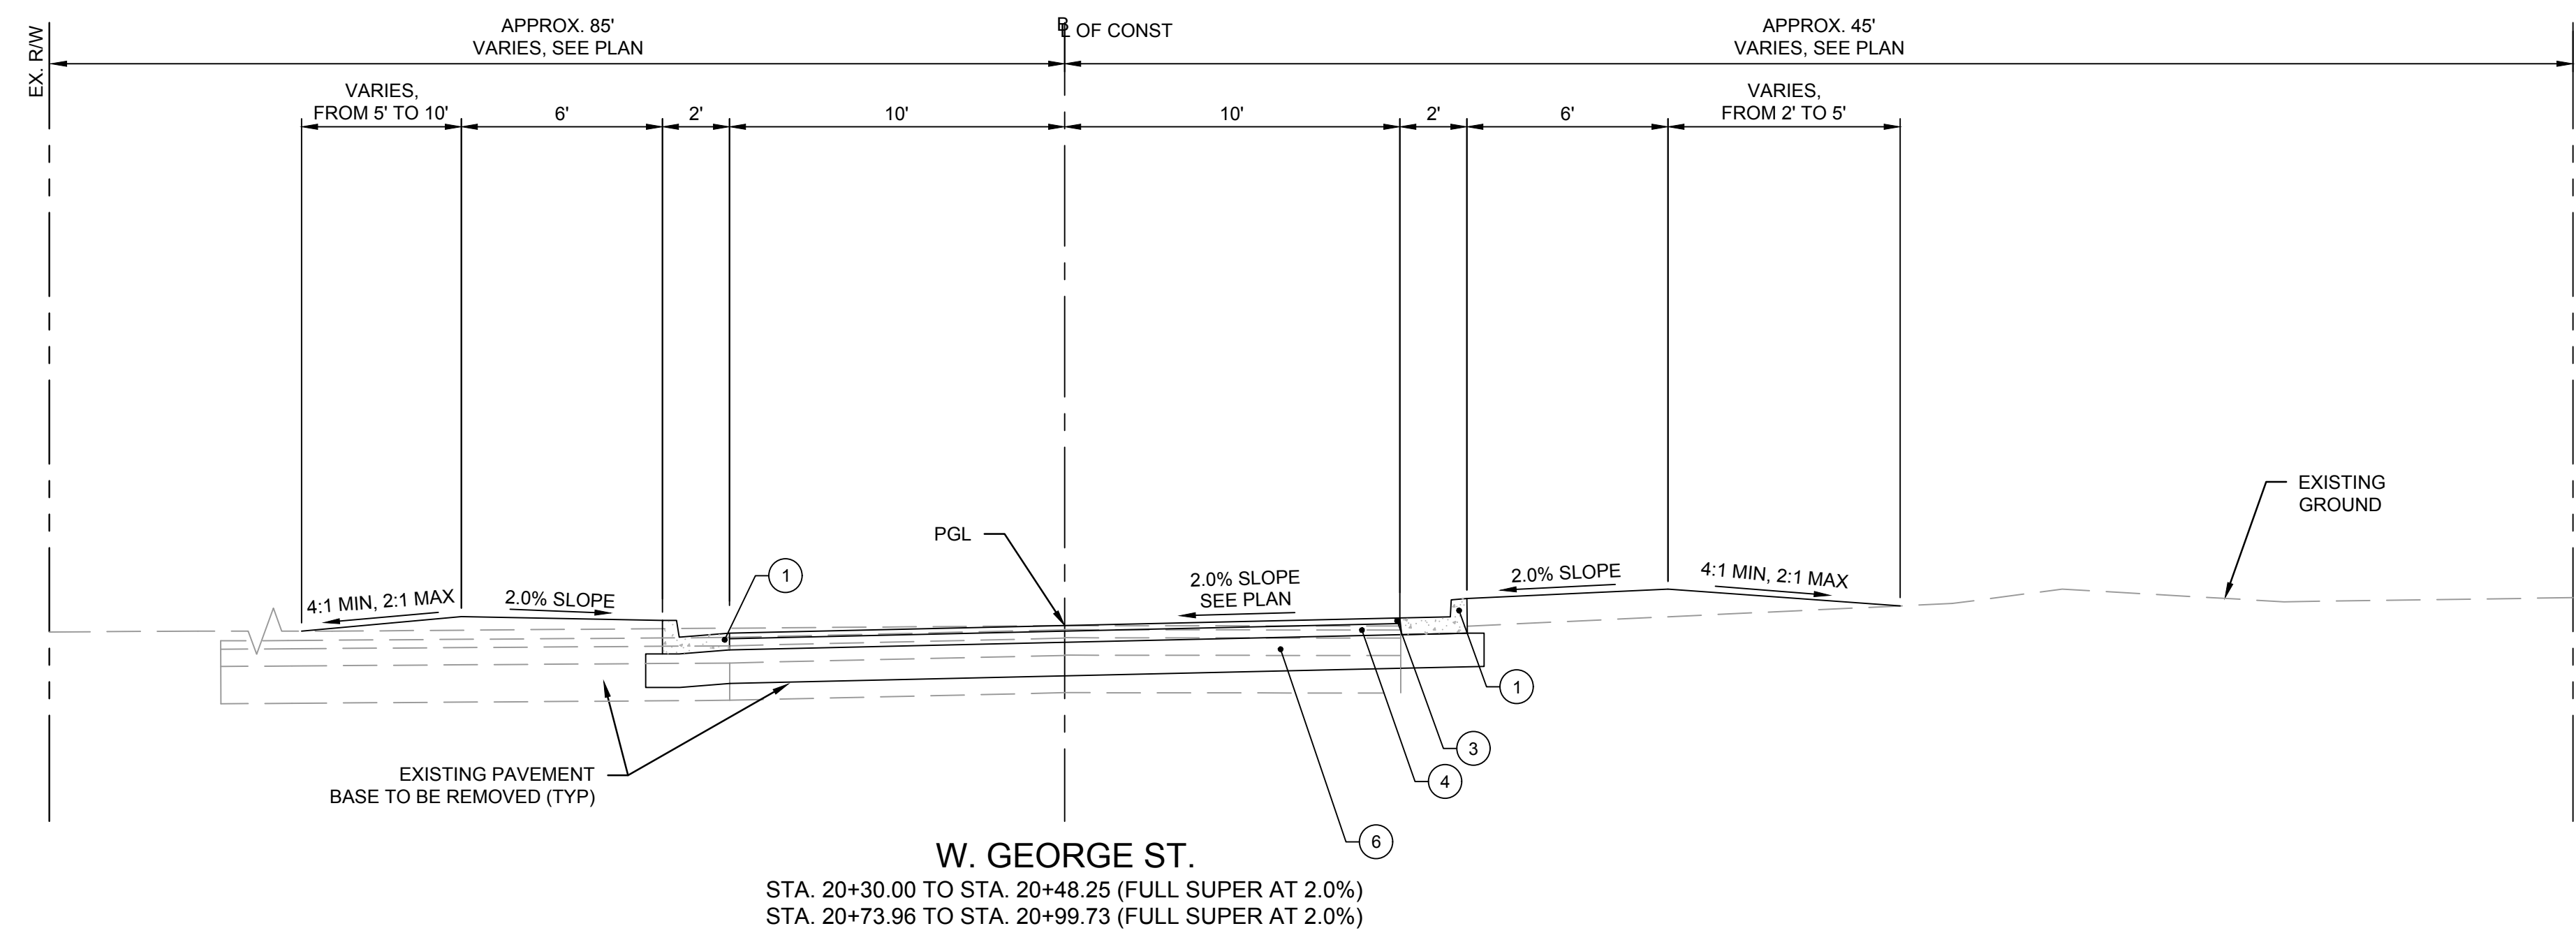 EX. R/W
APPROX. 85'
VARIES, SEE PLAN
BL OF CONST
APPROX. 45'
VARIES, SEE PLAN
VARIES,
FROM 5' TO 10'
6'
2'
10'
10'
2'
6'
VARIES,
FROM 2' TO 5'
EXISTING
GROUND
PGL
1
2.0% SLOPE
SEE PLAN
2.0% SLOPE
4:1 MIN, 2:1 MAX
4:1 MIN, 2:1 MAX
2.0% SLOPE
1
3
4
6
EXISTING PAVEMENT
BASE TO BE REMOVED (TYP)
W. GEORGE ST.
STA. 20+30.00 TO STA. 20+48.25 (FULL SUPER AT 2.0%)
STA. 20+73.96 TO STA. 20+99.73 (FULL SUPER AT 2.0%)